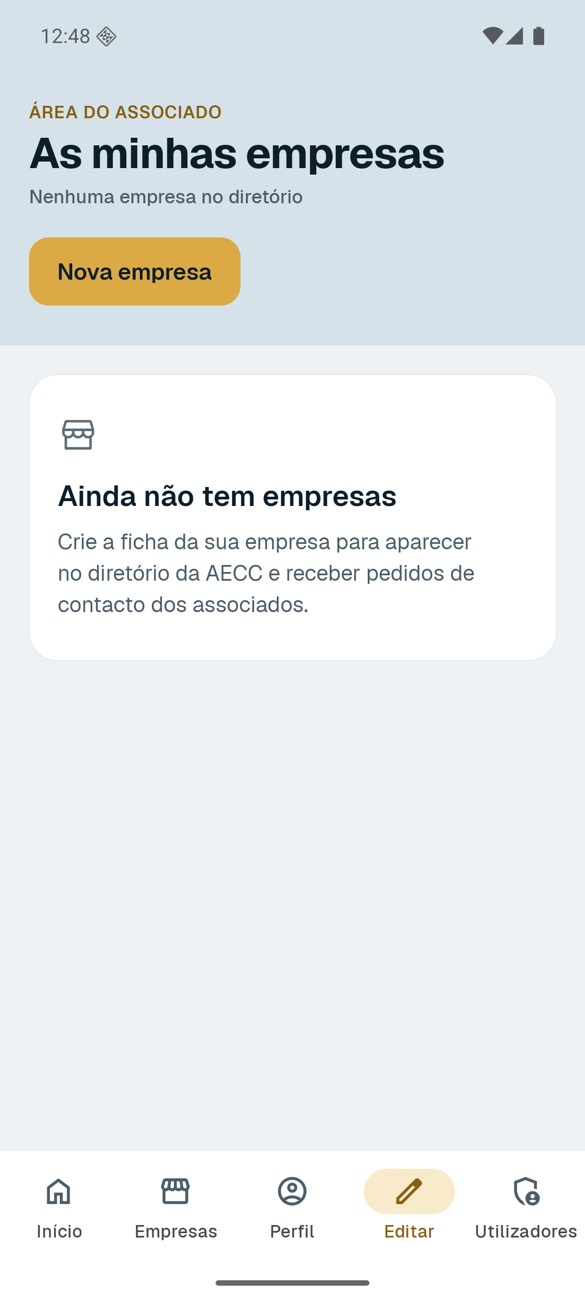 12:48
ÁREA DO ASSOCIADO
As minhas empresas
Nenhuma empresa no diretório
Nova empresa
Ainda não tem empresas
Crie a ficha da sua empresa para aparecer
no diretório da AECC e receber pedidos de
contacto dos associados.
Início Empresas Perfil Editar Utilizadores